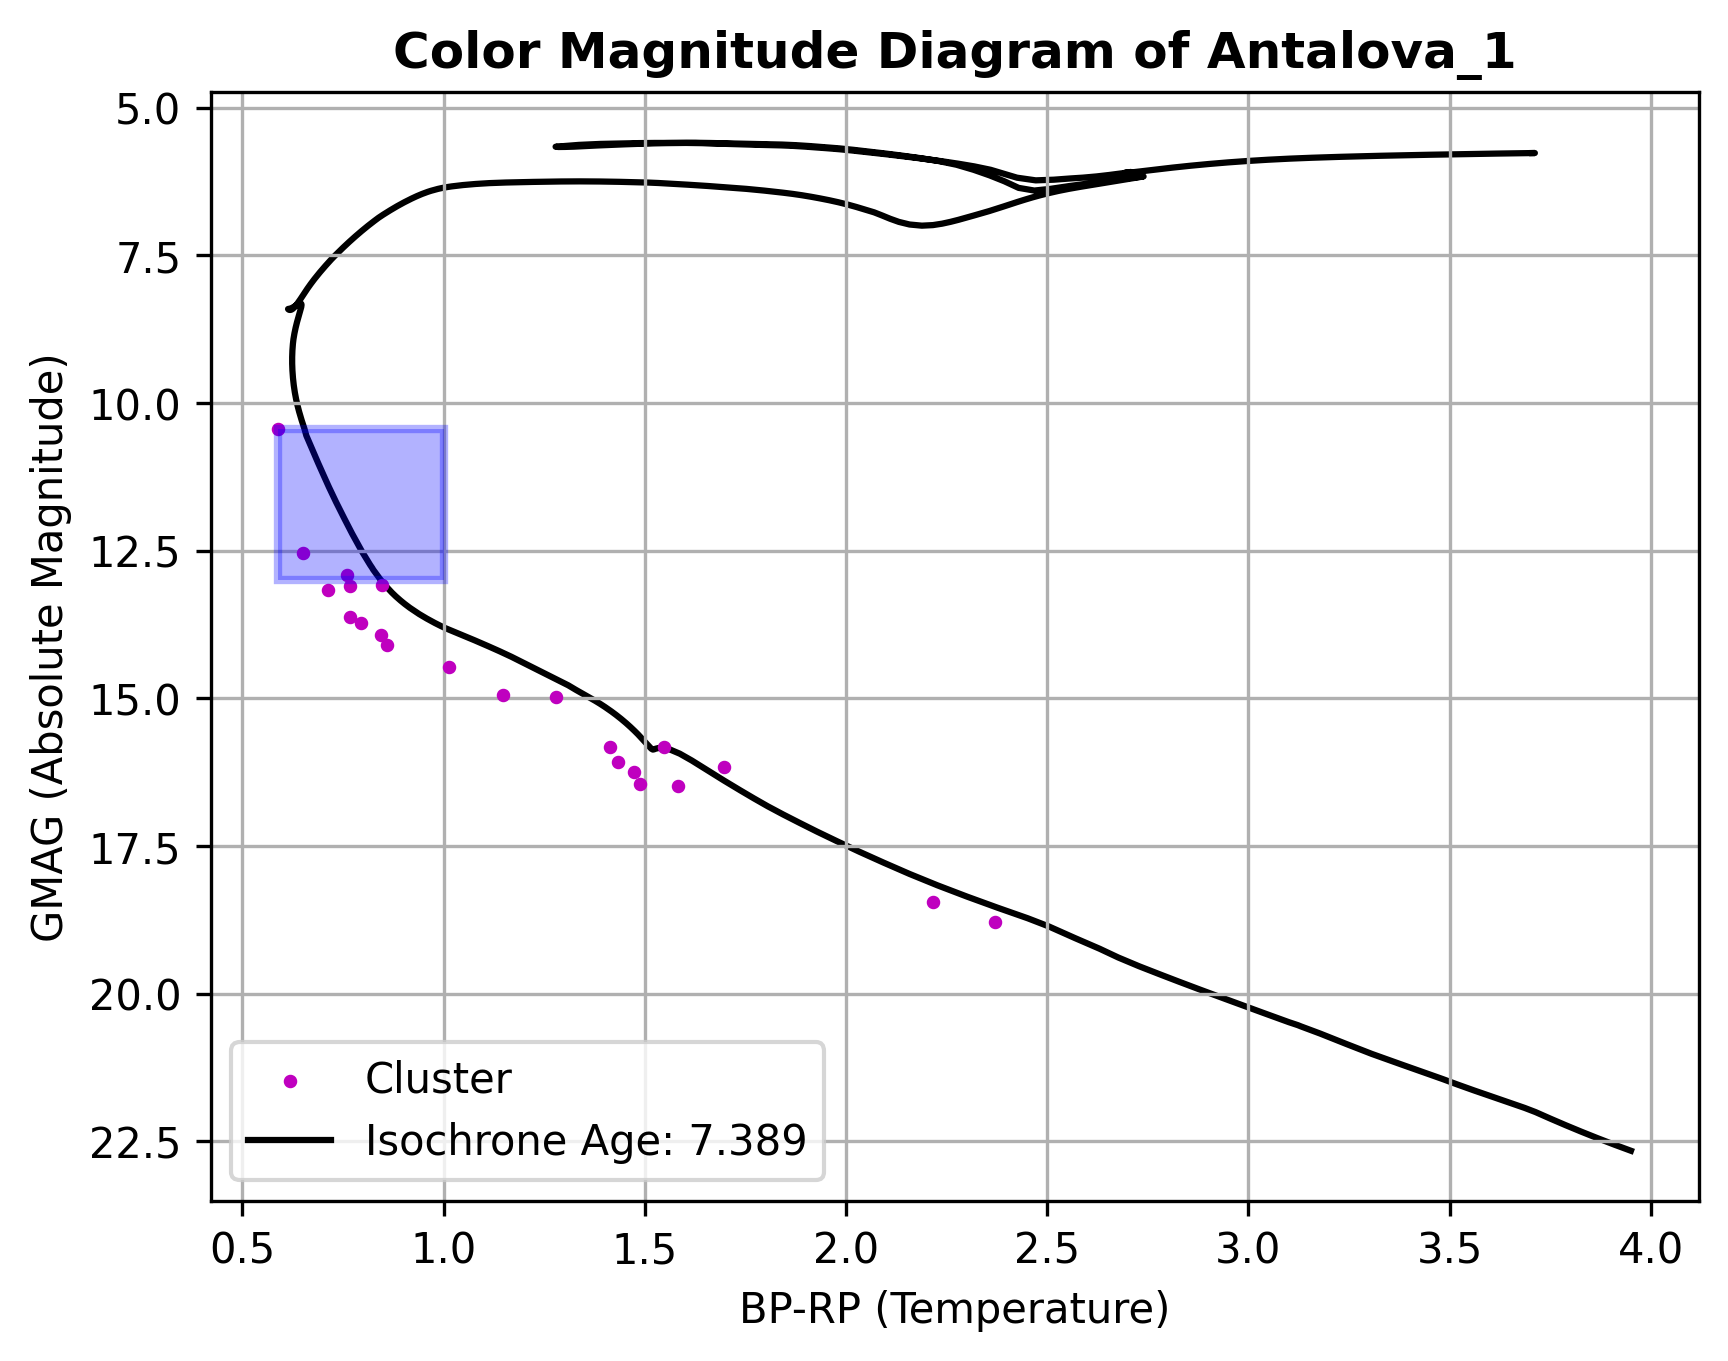 Color Magnitude Diagram of Antalova_1
GMAG (Absolute Magnitude)
5.0
7.5
10.0
12.5
15.0
17.5
20.0
22.5
Cluster
Isochrone Age: 7.389
0.5 1.0 1.5 2.0 2.5 3.0 3.5 4.0
BP-RP (Temperature)